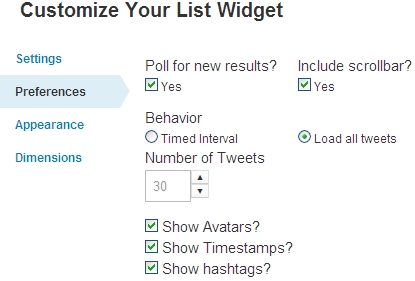 Customize Your List Widget
Settings
Preferences
Appearance
Dimensions
Poll for new results?
Yes
Include scrollbar?
Yes
Behavior
Timed Interval
Load all tweets
Number of Tweets
30
Show Avatars?
Show Timestamps?
Show hashtags?